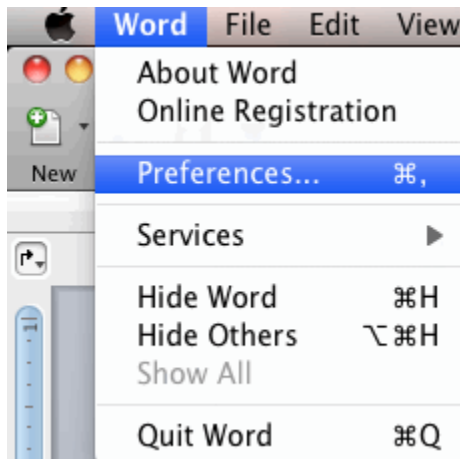 Word File Edit View
About Word
Online Registration
New
Preferences... ⌘,
Services
Hide Word ⌘H
Hide Others ⌥⌘H
Show All
Quit Word ⌘Q